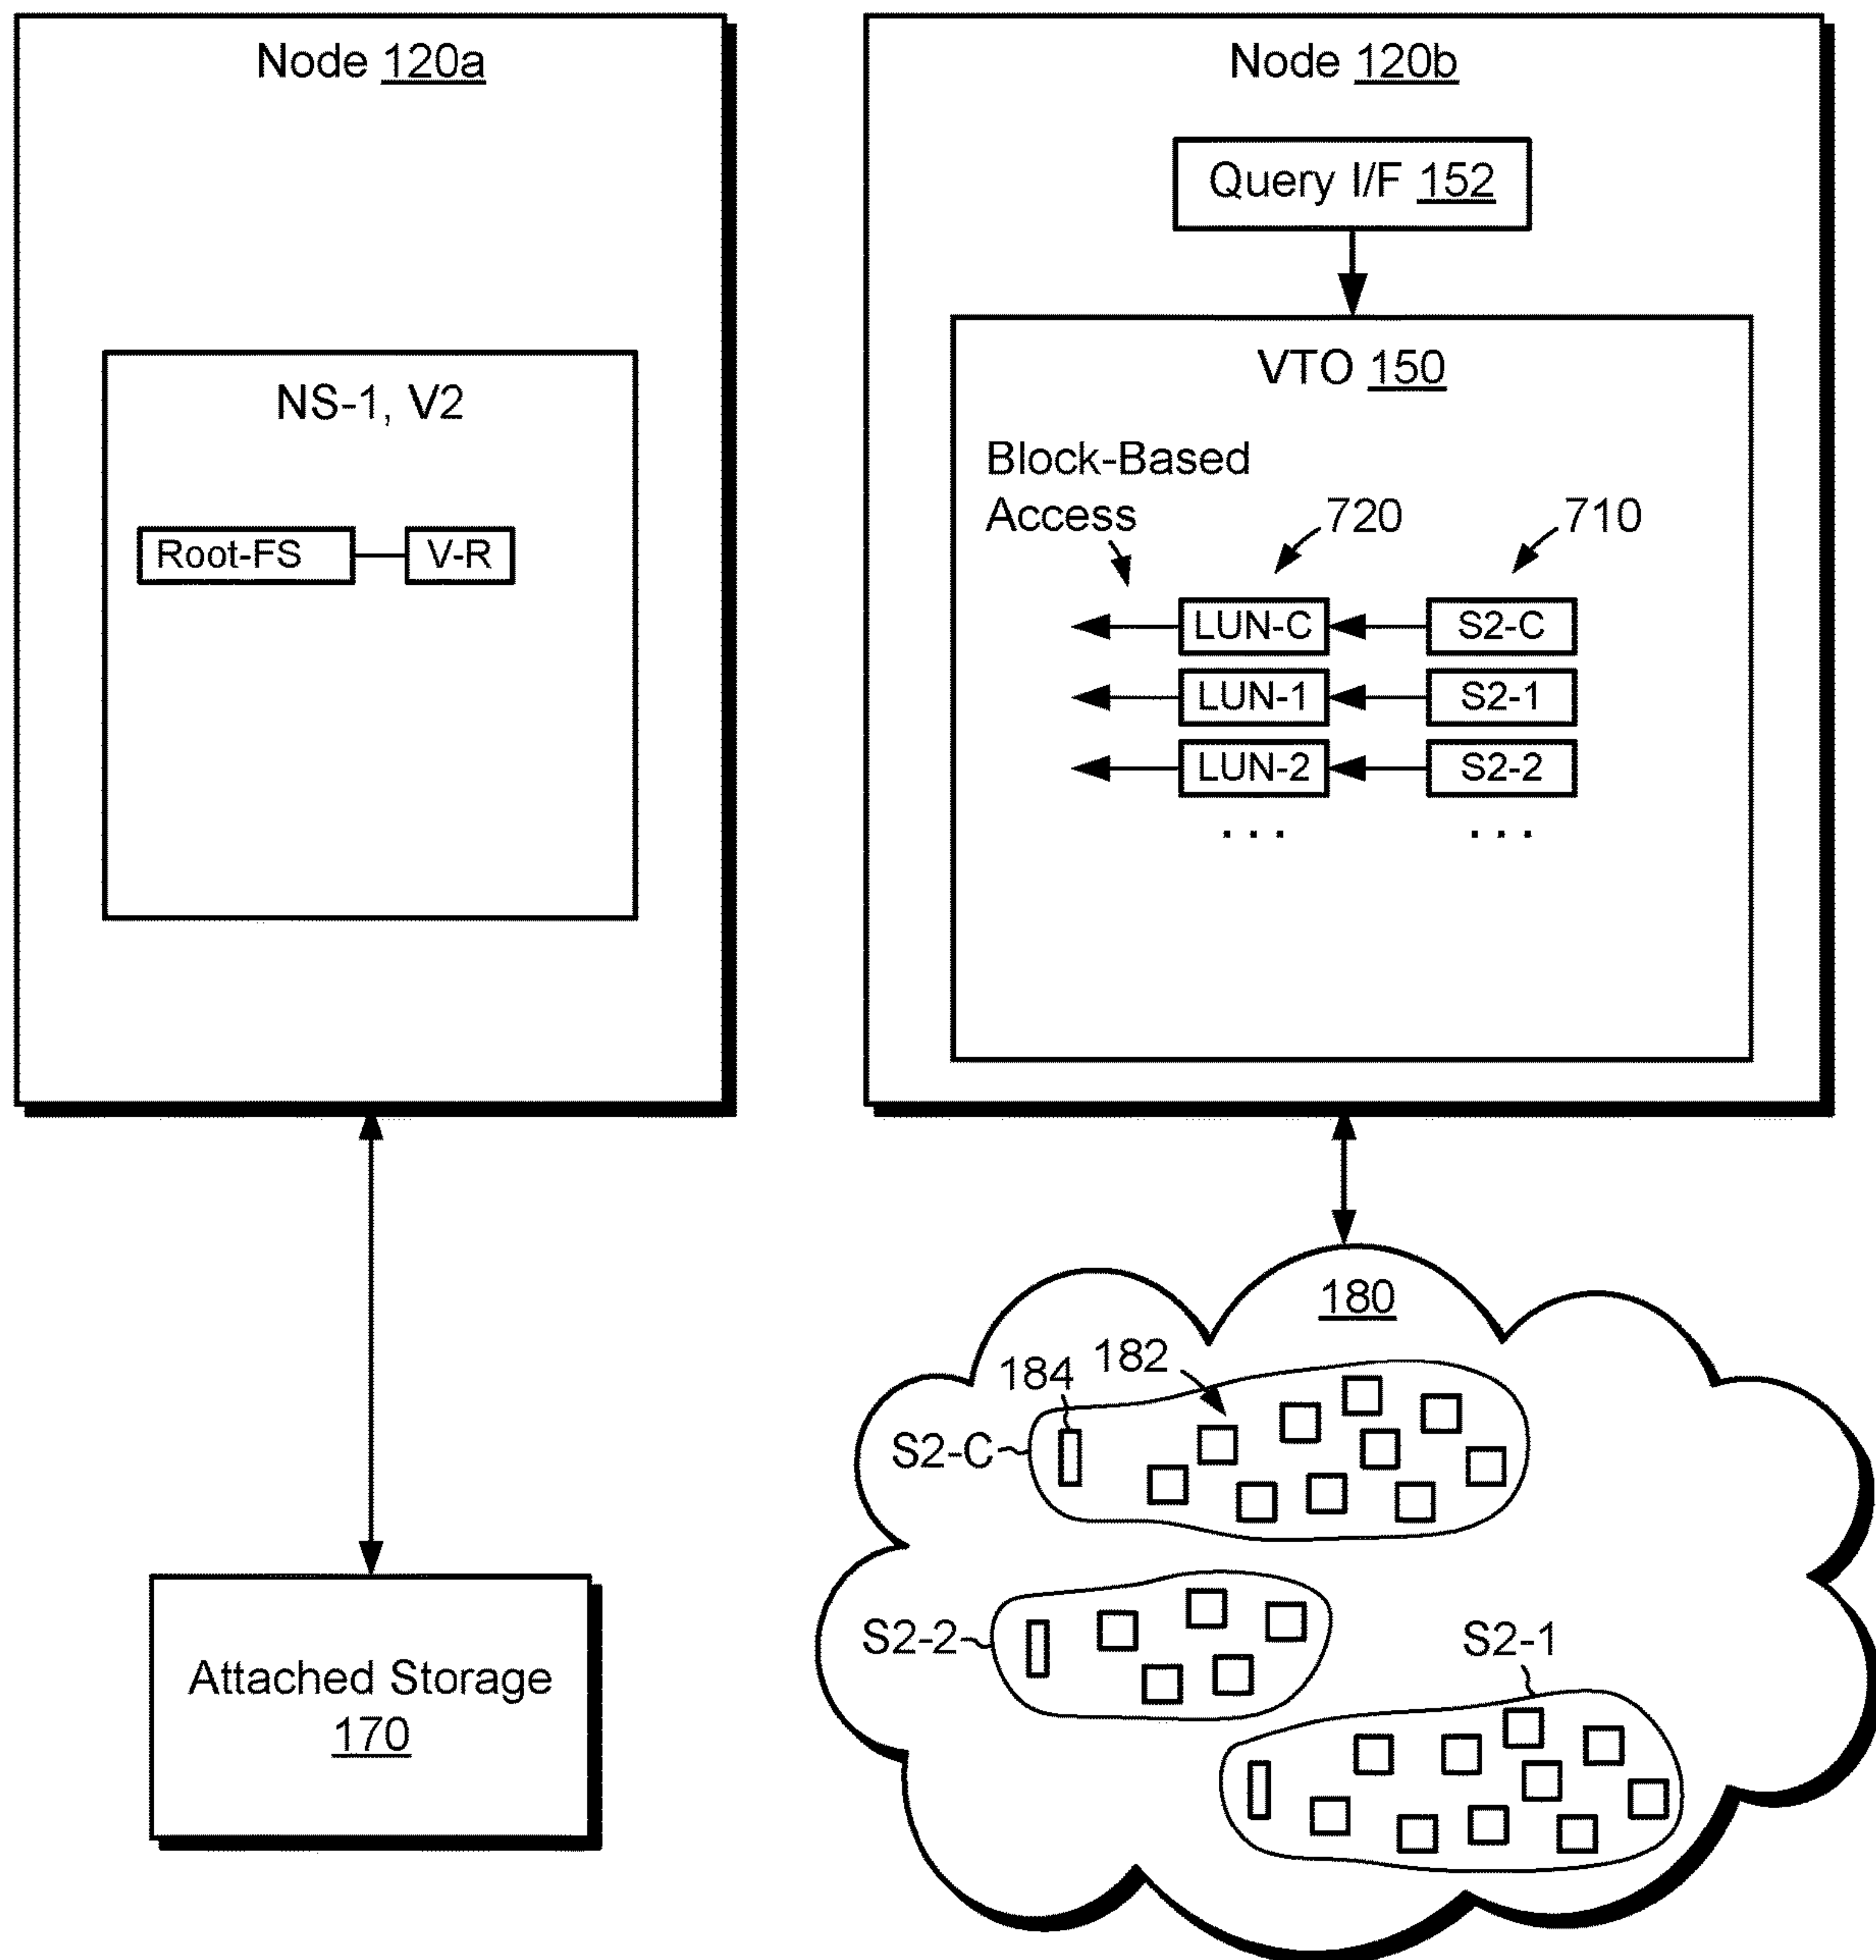 Node 120a
NS-1, V2
Root-FS
V-R
Attached Storage
170
Node 120b
Query I/F 152
VTO 150
Block-Based
Access
720
710
LUN-C
S2-C
LUN-1
S2-1
LUN-2
S2-2
. . .
. . .
180
184
182
S2-C
S2-2
S2-1